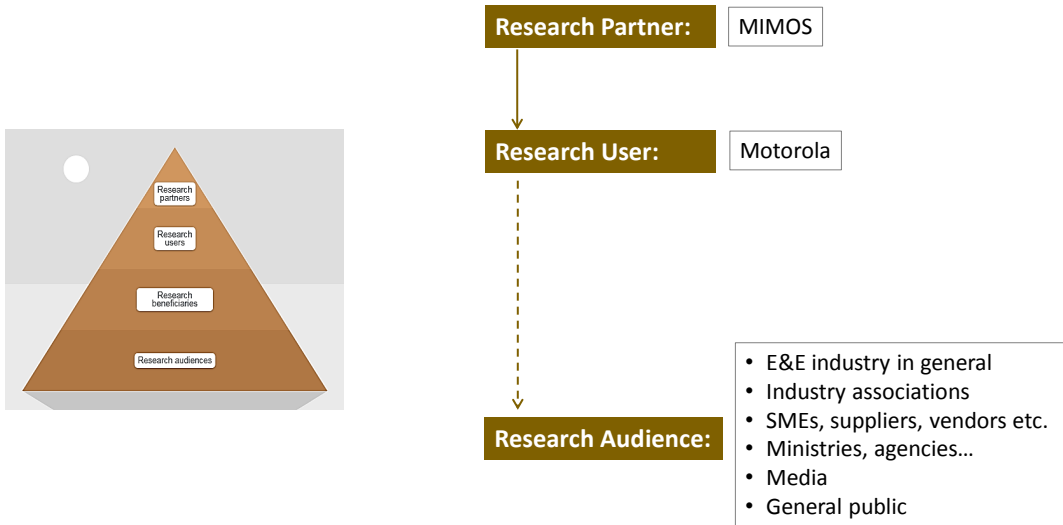 Research Partner:
MIMOS
Research
partners
Research
users
Research
beneficiaries
Research audiences
Research User:
Motorola
Research Audience:
• E&E industry in general
• Industry associations
• SMEs, suppliers, vendors etc.
• Ministries, agencies…
• Media
• General public